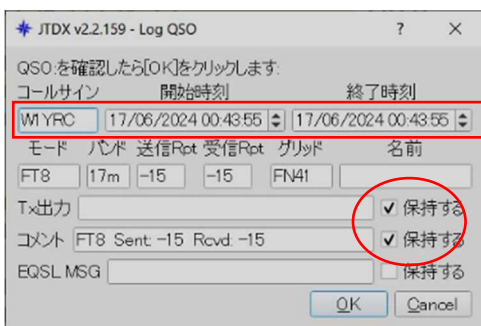 JTDX v2.2.159 - Log QSO ? ×
QSO:を確認したら[OK]をクリックします:
コールサイン 開始時刻 終了時刻
W1YRC 17/06/2024 00:43:55 17/06/2024 00:43:55
モード バンド 送信Rpt 受信Rpt グリッド 名前
FT8 17m -15 -15 FN41
Tx出力 保持する
コメント FT8 Sent: -15 Rcvd: -15 保持する
EQSL MSG 保持する
OK Cancel